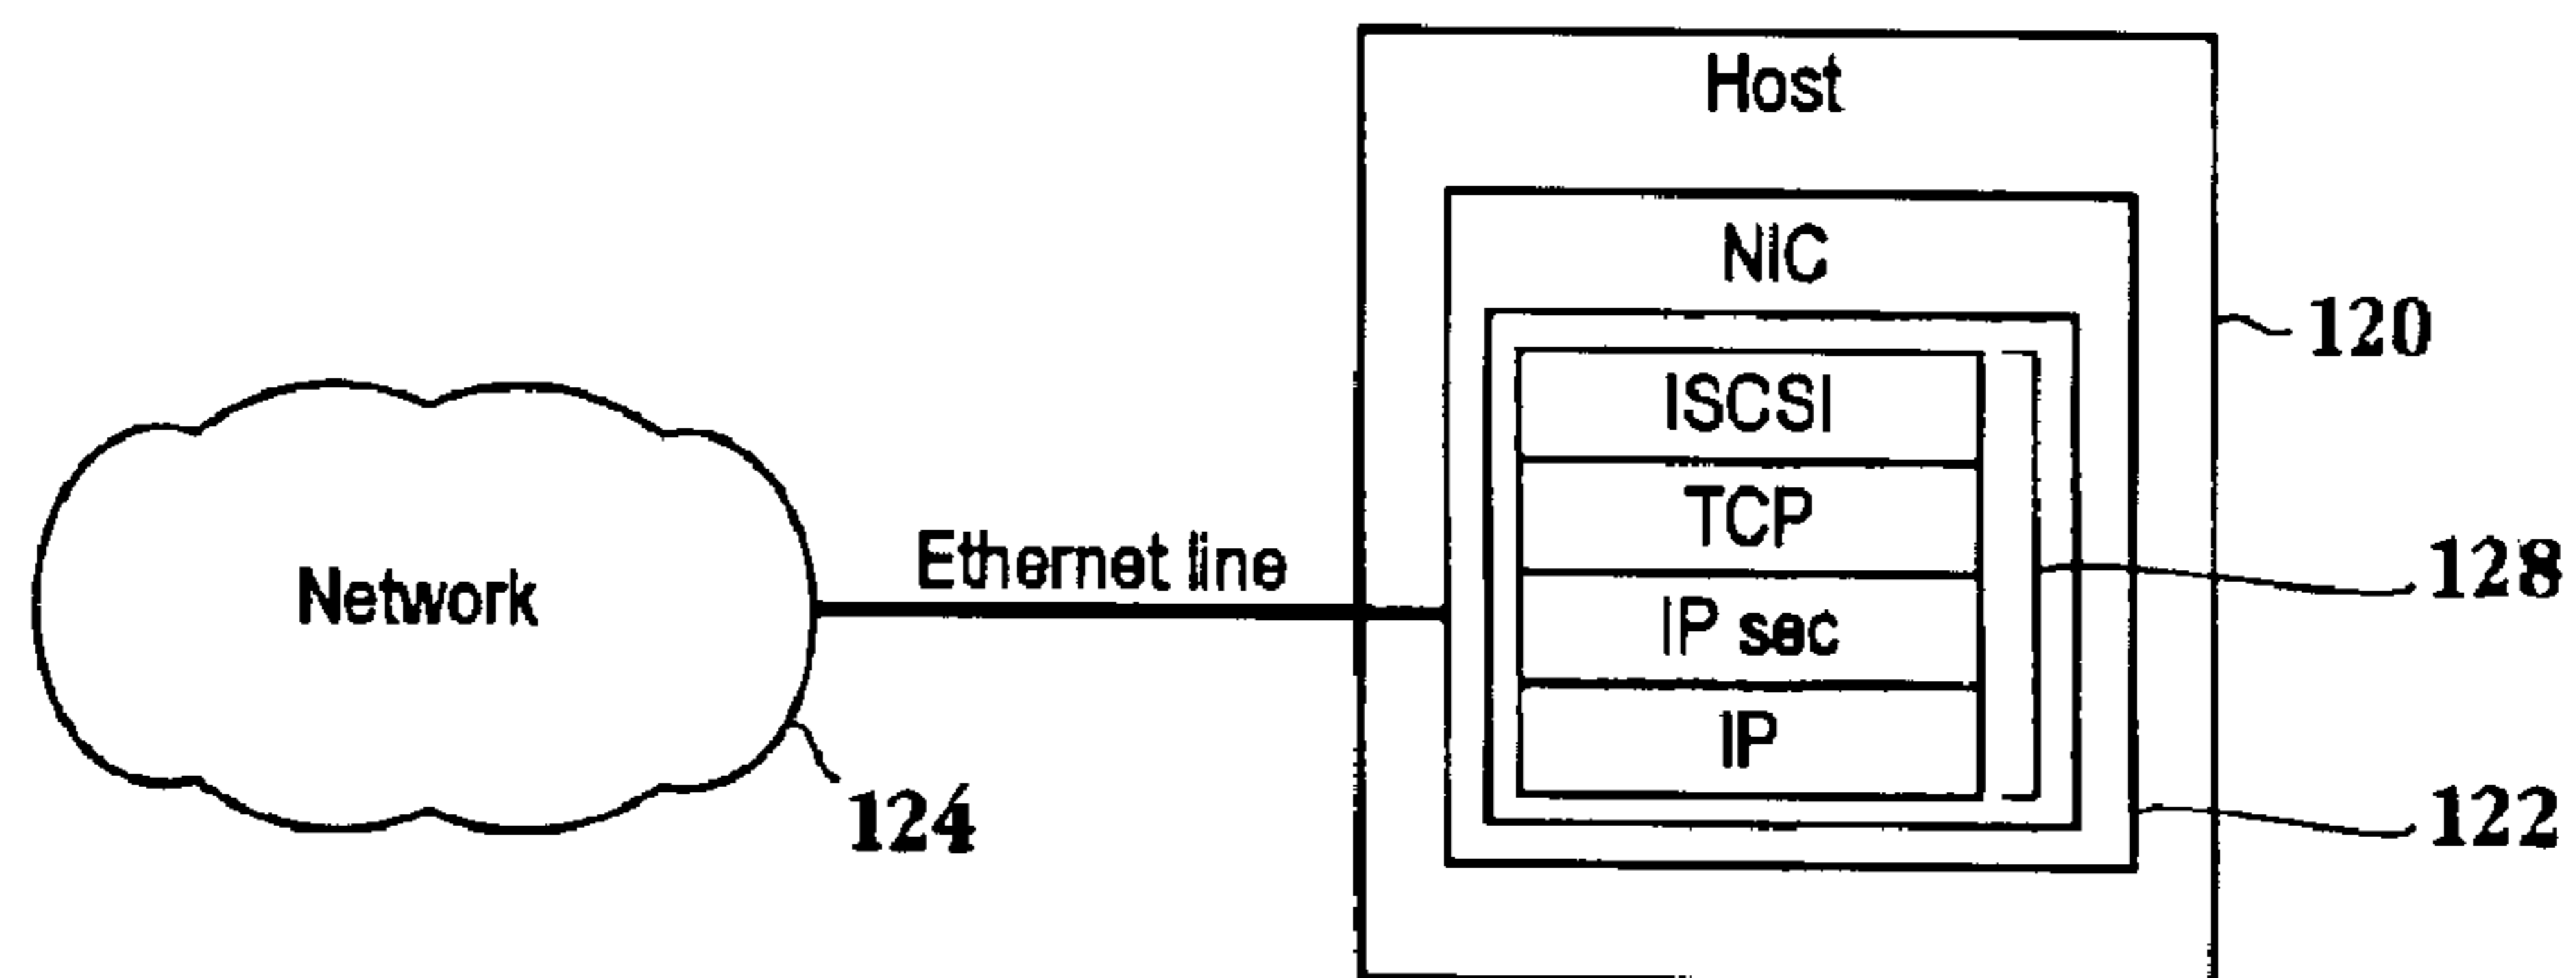 Host
NIC
120
ISCSI
TCP
128
Ethernet line
Network
IP sec
IP
124
122